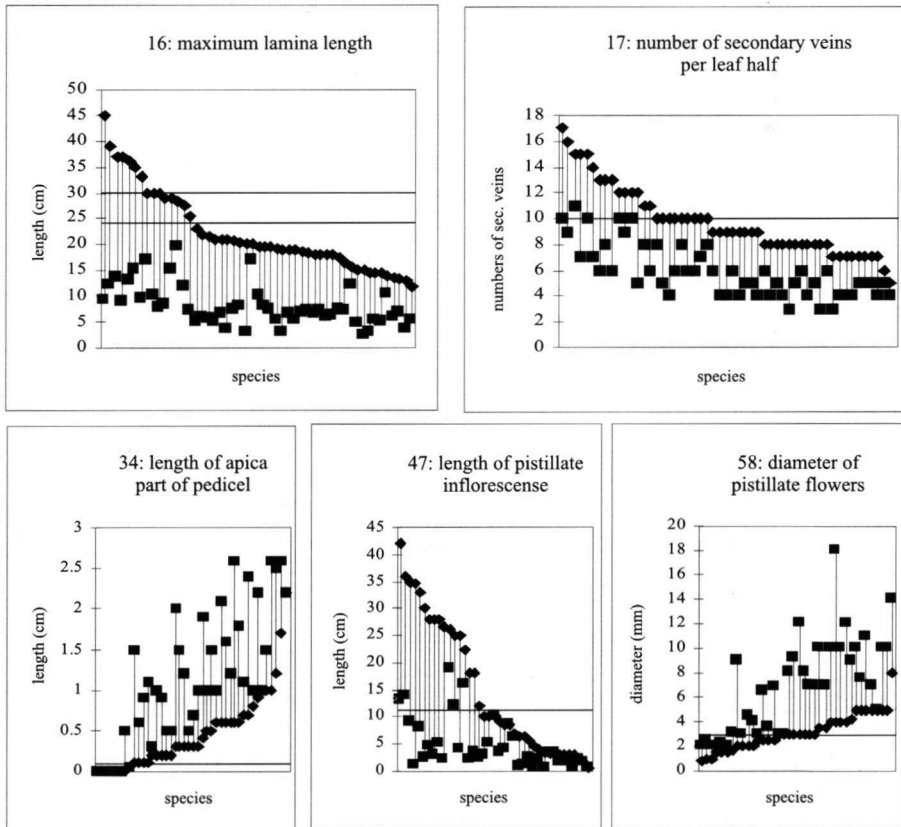 16: maximum lamina length
50
45
40
35
30
25
20
15
10
5
0
length (cm)
species
17: number of secondary veins
per leaf half
18
16
14
12
10
8
6
4
2
0
numbers of sec. veins
species
34: length of apica
part of pedicel
3
2.5
2
1.5
1
0.5
0
length (cm)
species
47: length of pistillate
inflorescense
45
40
35
30
25
20
15
10
5
0
length (cm)
species
58: diameter of
pistillate flowers
20
18
16
14
12
10
8
6
4
2
0
diameter (mm)
species